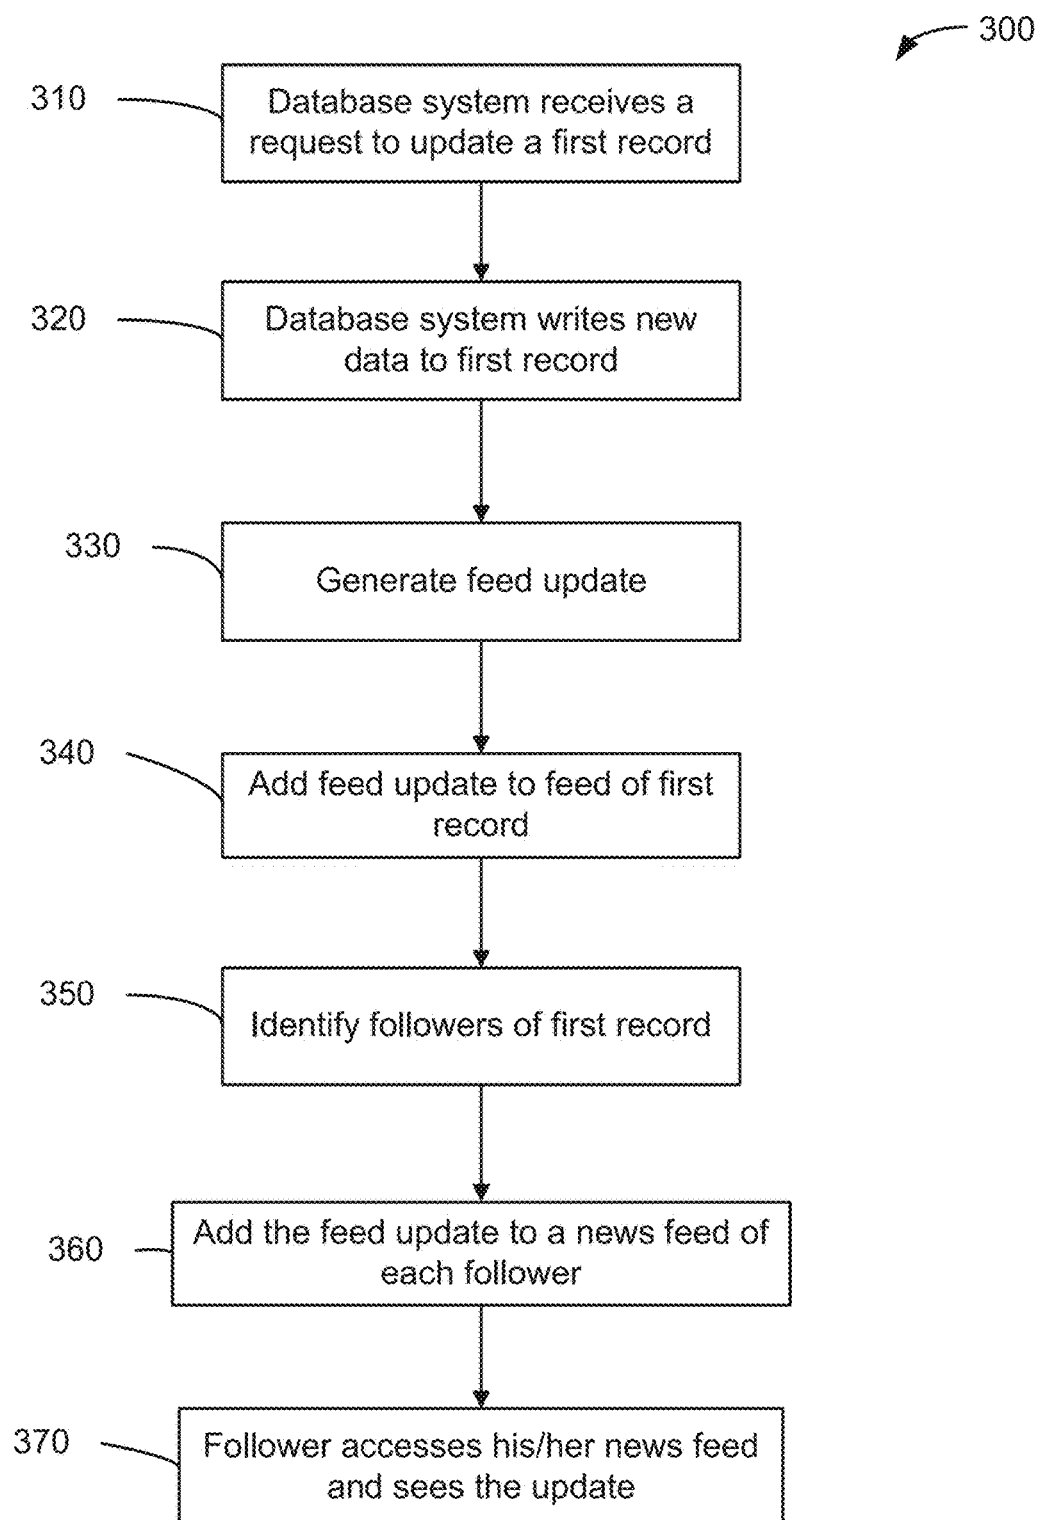 300
310
Database system receives a
request to update a first record
320
Database system writes new
data to first record
330
Generate feed update
340
Add feed update to feed of first
record
350
Identify followers of first record
360
Add the feed update to a news feed of
each follower
370
Follower accesses his/her news feed
and sees the update